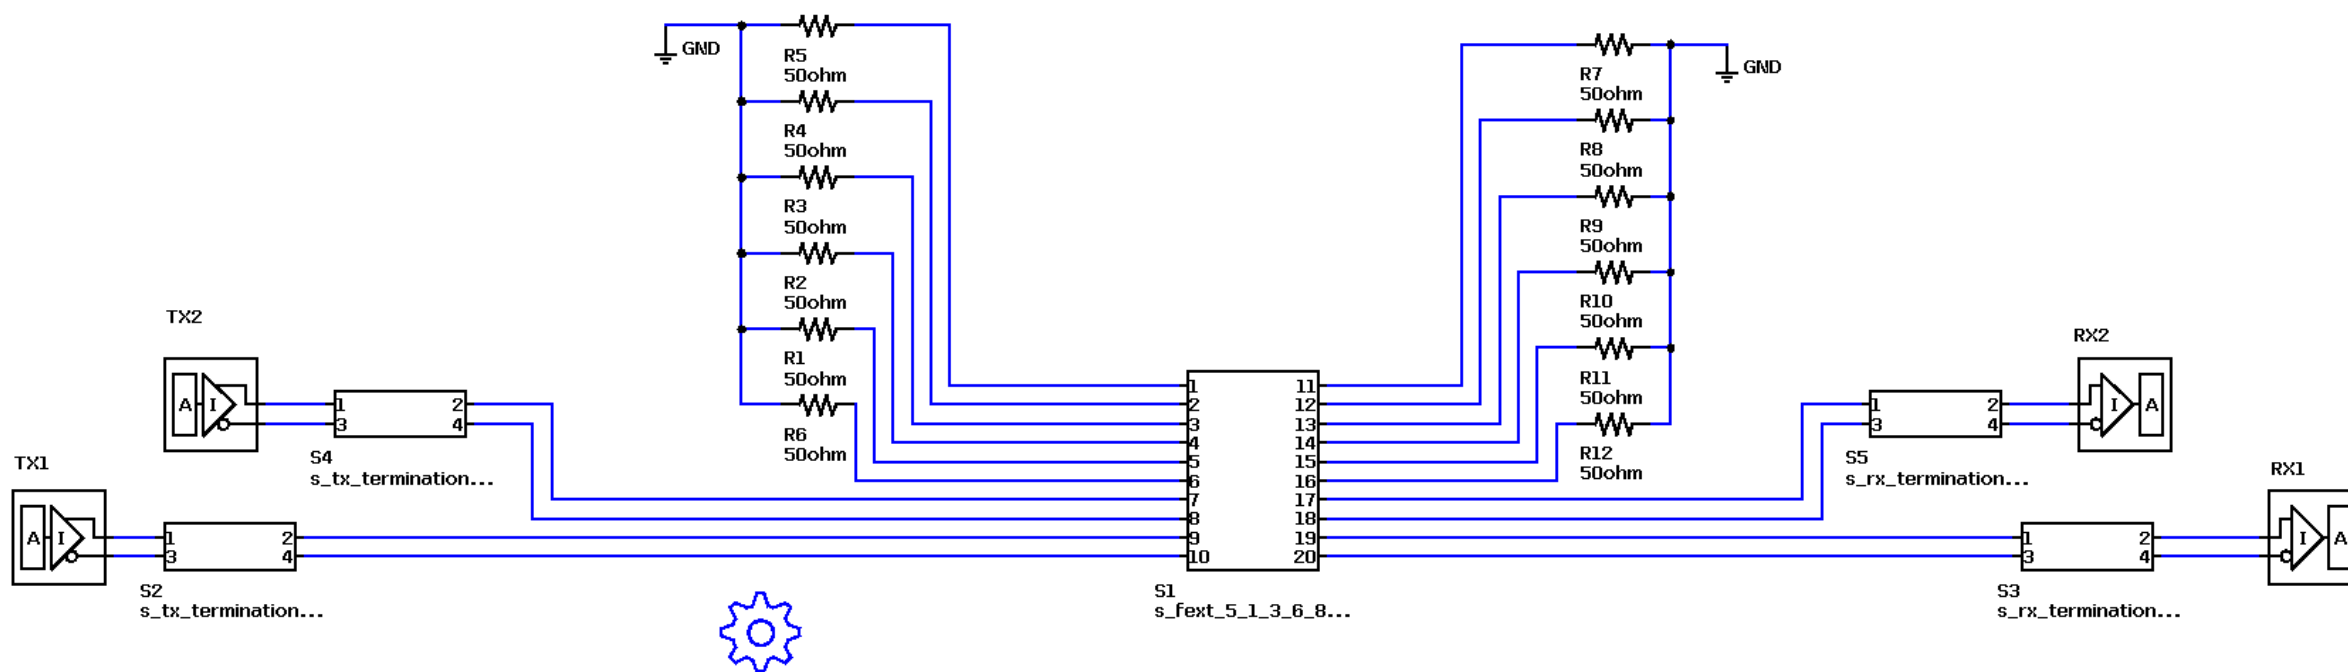 GND
R5
50ohm
R4
50ohm
R3
50ohm
R2
50ohm
R1
50ohm
R6
50ohm
GND
R7
50ohm
R8
50ohm
R9
50ohm
R10
50ohm
R11
50ohm
R12
50ohm
TX2
A I
1 2
3 4
S4
s_tx_termination...
TX1
A I
1 2
3 4
S2
s_tx_termination...
1 11
2 12
3 13
4 14
5 15
6 16
7 17
8 18
9 19
10 20
S1
s_fext_5_1_3_6_8...
RX2
1 2
3 4
I A
S5
s_rx_termination...
RX1
1 2
3 4
I A
S3
s_rx_termination...